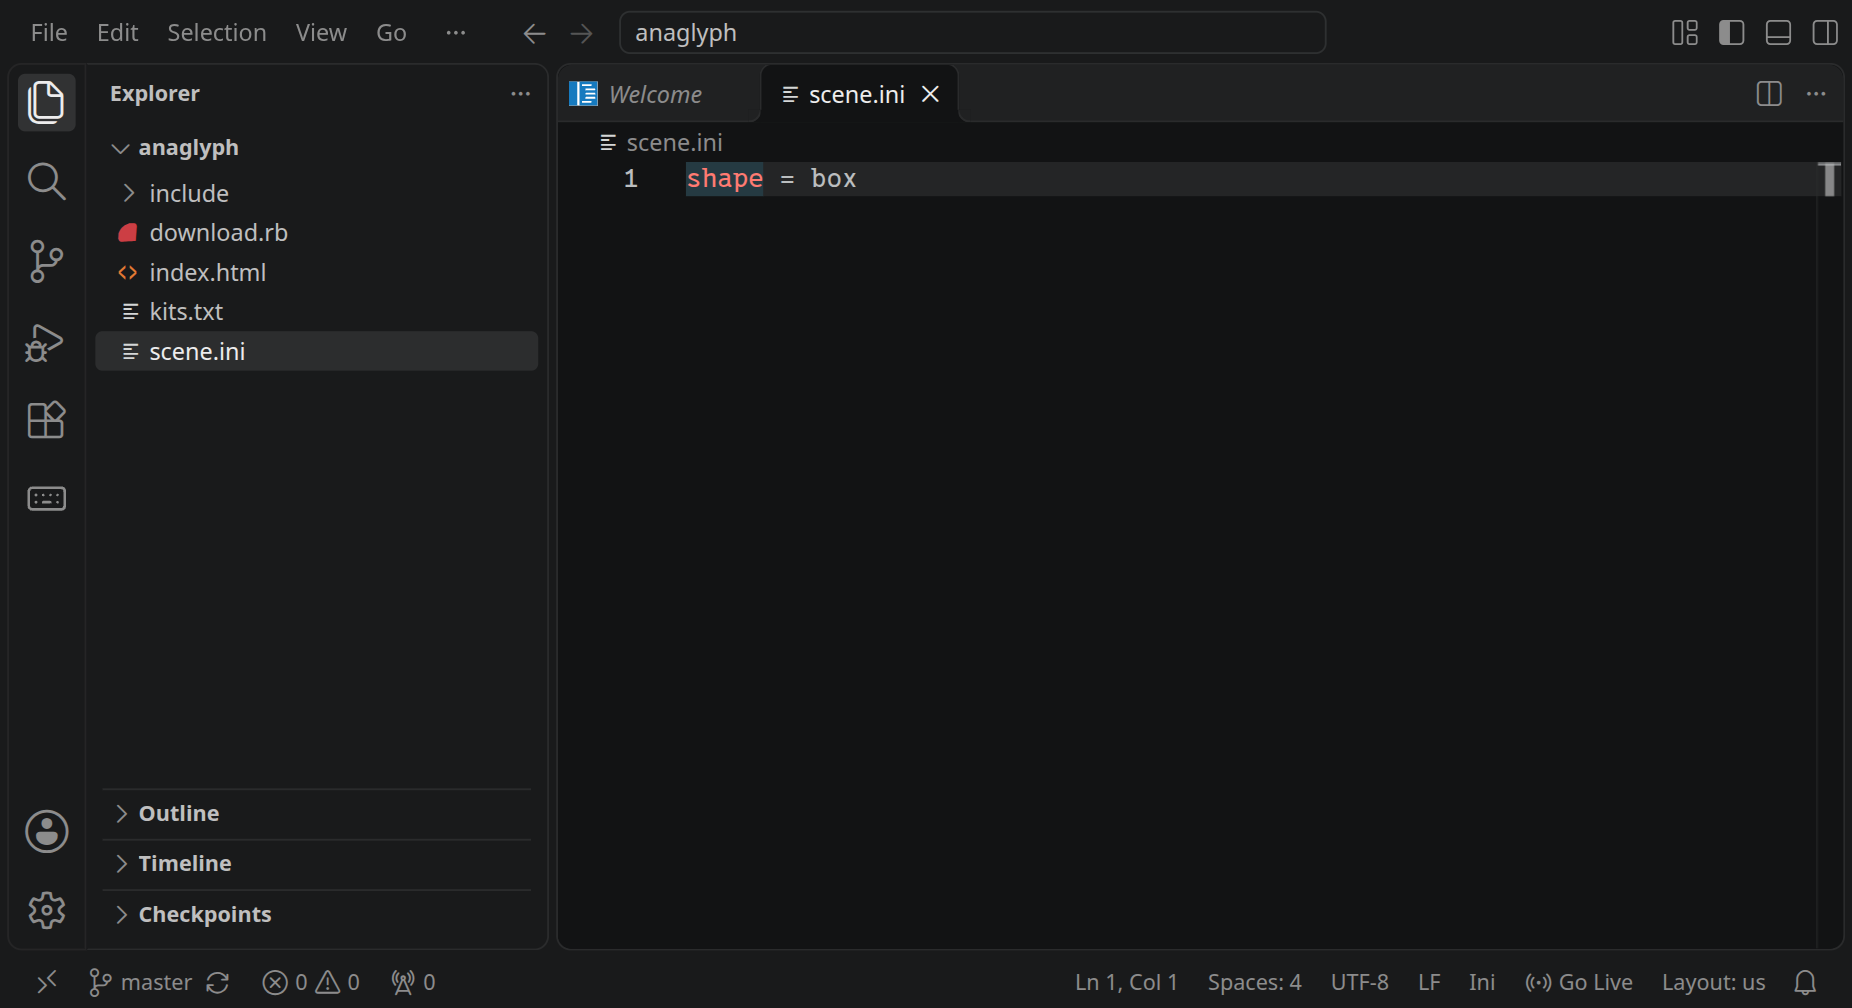 File Edit Selection View Go ··· anaglyph
Explorer ···
anaglyph
include
download.rb
index.html
kits.txt
scene.ini
Outline
Timeline
Checkpoints
Welcome scene.ini ···
scene.ini
1 shape = box
master 0 0 0 Ln 1, Col 1 Spaces: 4 UTF-8 LF Ini Go Live Layout: us